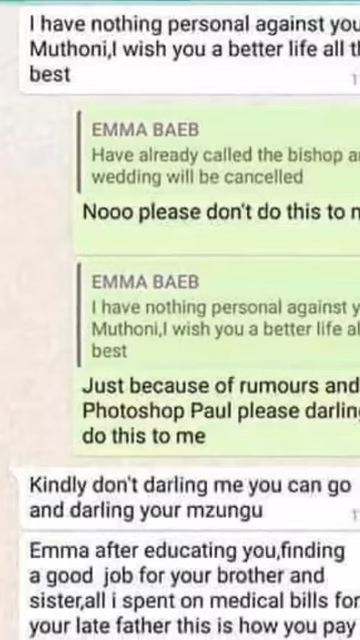 I have nothing personal against you
Muthoni,I wish you a better life all
best
EMMA BAEB
Have already called the bishop
wedding will be cancelled
Nooo please don't do this to
EMMA BAEB
I have nothing personal against
Muthoni,I wish you a better life
best
Just because of rumours and
Photoshop Paul please
do this to me
Kindly don't darling me you can go
and darling your mzungu
Emma after educating you,finding
a good job for your brother and
sister,all i spent on medical bills for
your late father this is how you pay